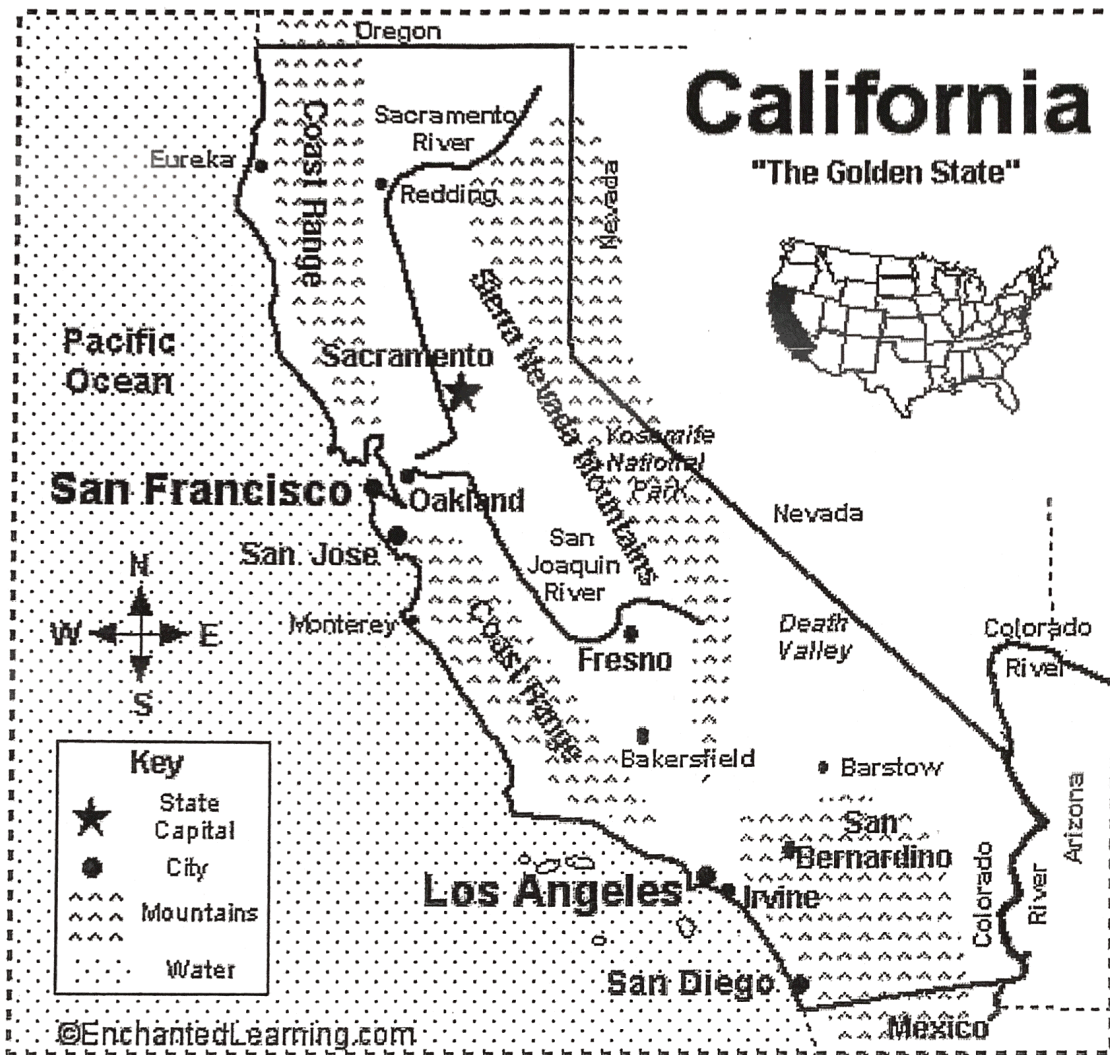 Oregon
California
"The Golden State"
Sacramento
River
Coast Range
Eureka
Redding
Nevada
Pacific
Ocean
Sacramento
Sierra Nevada Mountains
Yosemite
National
Park
San Francisco
Oakland
Nevada
San Jose
San
Joaquin
River
N
W
E
S
Monterey
Coast Range
Fresno
Death
Valley
Colorado
River
Bakersfield
Barstow
Key
State
Capital
City
Mountains
Water
San
Bernardino
Los Angeles
Irvine
Colorado
River
Arizona
San Diego
Mexico
©EnchantedLearning.com